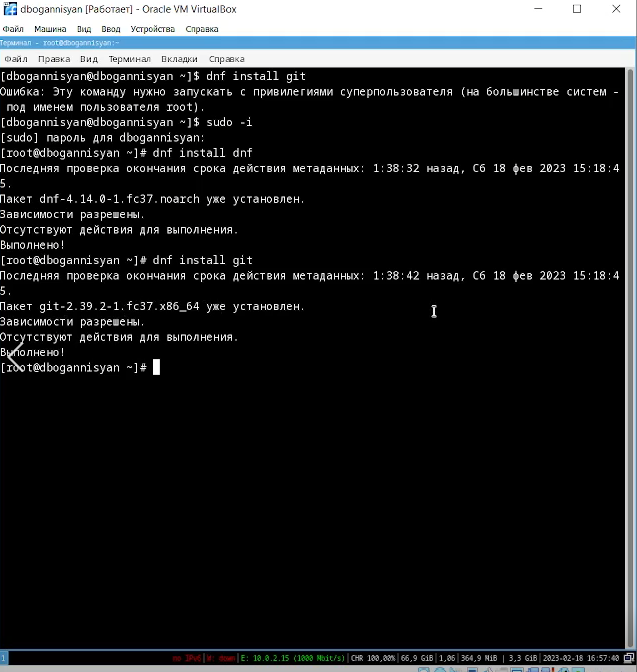 dbogannisyan [Работает] - Oracle VM VirtualBox
Файл Машина Вид Ввод Устройства Справка
Терминал - root@dbogannisyan:~
Файл Правка Вид Терминал Вкладки Справка
[dbogannisyan@dbogannisyan ~]$ dnf install git
Ошибка: Эту команду нужно запускать с привилегиями суперпользователя (на большинстве систем -
под именем пользователя root).
[dbogannisyan@dbogannisyan ~]$ sudo -i
[sudo] пароль для dbogannisyan:
[root@dbogannisyan ~]# dnf install dnf
Последняя проверка окончания срока действия метаданных: 1:38:32 назад, Сб 18 фев 2023 15:18:4
5.
Пакет dnf-4.14.0-1.fc37.noarch уже установлен.
Зависимости разрешены.
Отсутствуют действия для выполнения.
Выполнено!
[root@dbogannisyan ~]# dnf install git
Последняя проверка окончания срока действия метаданных: 1:38:42 назад, Сб 18 фев 2023 15:18:4
5.
Пакет git-2.39.2-1.fc37.x86_64 уже установлен.
Зависимости разрешены.
Отсутствуют действия для выполнения.
Выполнено!
[root@dbogannisyan ~]#
1 no IPv6 | W: down | E: 10.0.2.15 (1000 Mbit/s) | CHR 100,00% | 66,9 GiB | 1,06 | 364,9 MiB | 3,3 GiB | 2023-02-18 16:57:40